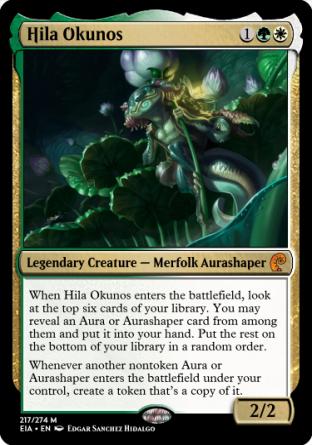 Hila Okunos 1
Legendary Creature — Merfolk Aurashaper
When Hila Okunos enters the battlefield, look
at the top six cards of your library. You may
reveal an Aura or Aurashaper card from among
them and put it into your hand. Put the rest on
the bottom of your library in a random order.
Whenever another nontoken Aura or
Aurashaper enters the battlefield under your
control, create a token that's a copy of it.
2/2
217/274 M
EIA • EN Edgar Sanchez Hidalgo